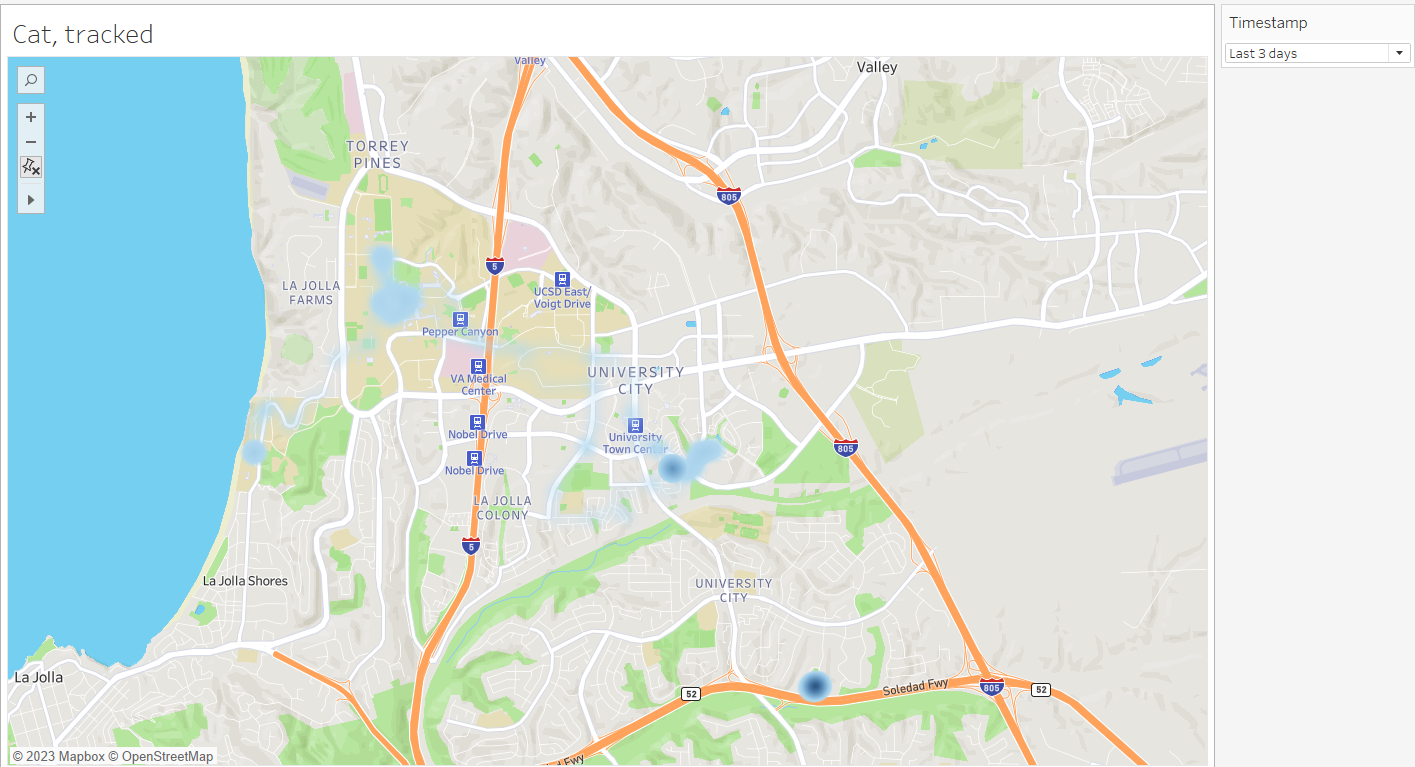 Cat, tracked
Timestamp
Last 3 days
Valley
Valley
TORREY
PINES
805
5
LA JOLLA
FARMS
UCSD East/
Voigt Drive
Pepper Canyon
UNIVERSITY
CITY
VA Medical
Center
Nobel Drive
University
Town Center
805
Nobel Drive
LA JOLLA
COLONY
5
La Jolla Shores
UNIVERSITY
CITY
La Jolla
52
Soledad Fwy
805
52
Fwy
© 2023 Mapbox © OpenStreetMap